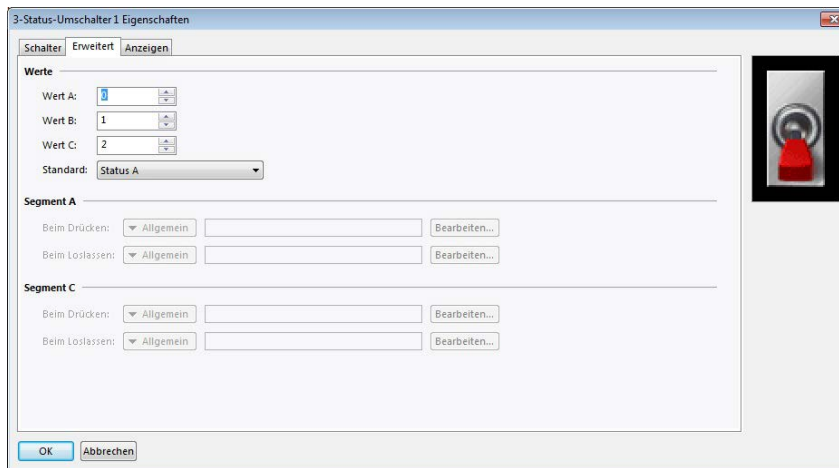 3-Status-Umschalter 1 Eigenschaften
Schalter Erweitert Anzeigen
Werte
Wert A: 0
Wert B: 1
Wert C: 2
Standard: Status A
Segment A
Beim Drücken: Allgemein Bearbeiten...
Beim Loslassen: Allgemein Bearbeiten...
Segment C
Beim Drücken: Allgemein Bearbeiten...
Beim Loslassen: Allgemein Bearbeiten...
OK Abbrechen